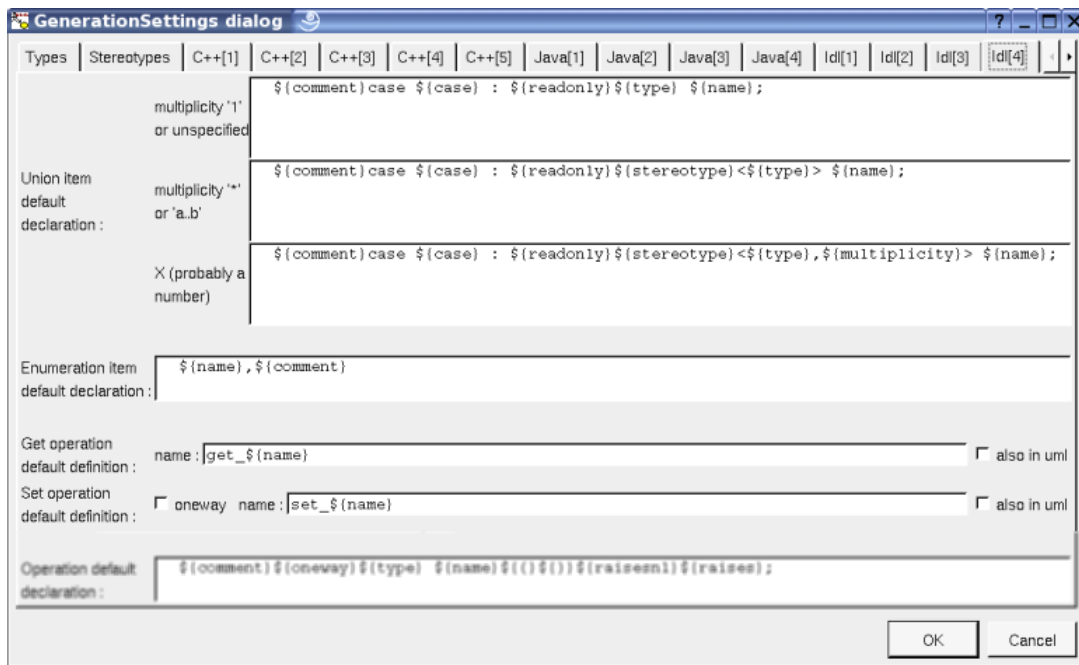 GenerationSettings dialog
Types Stereotypes C++[1] C++[2] C++[3] C++[4] C++[5] Java[1] Java[2] Java[3] Java[4] Idl[1] Idl[2] Idl[3] Idl[4]
Union item
default
declaration :
multiplicity '1'
or unspecified
${comment}case ${case} : ${readonly}${type} ${name};
multiplicity '*'
or 'a..b'
${comment}case ${case} : ${readonly}${stereotype}<${type}> ${name};
X (probably a
number)
${comment}case ${case} : ${readonly}${stereotype}<${type},${multiplicity}> ${name};
Enumeration item
default declaration :
${name},${comment}
Get operation
default definition :
name : get_${name}
also in uml
Set operation
default definition :
oneway name : set_${name}
also in uml
Operation default
declaration :
${comment}${oneway}${type} ${name}${(}${)}${raisesnl}${raises};
OK Cancel